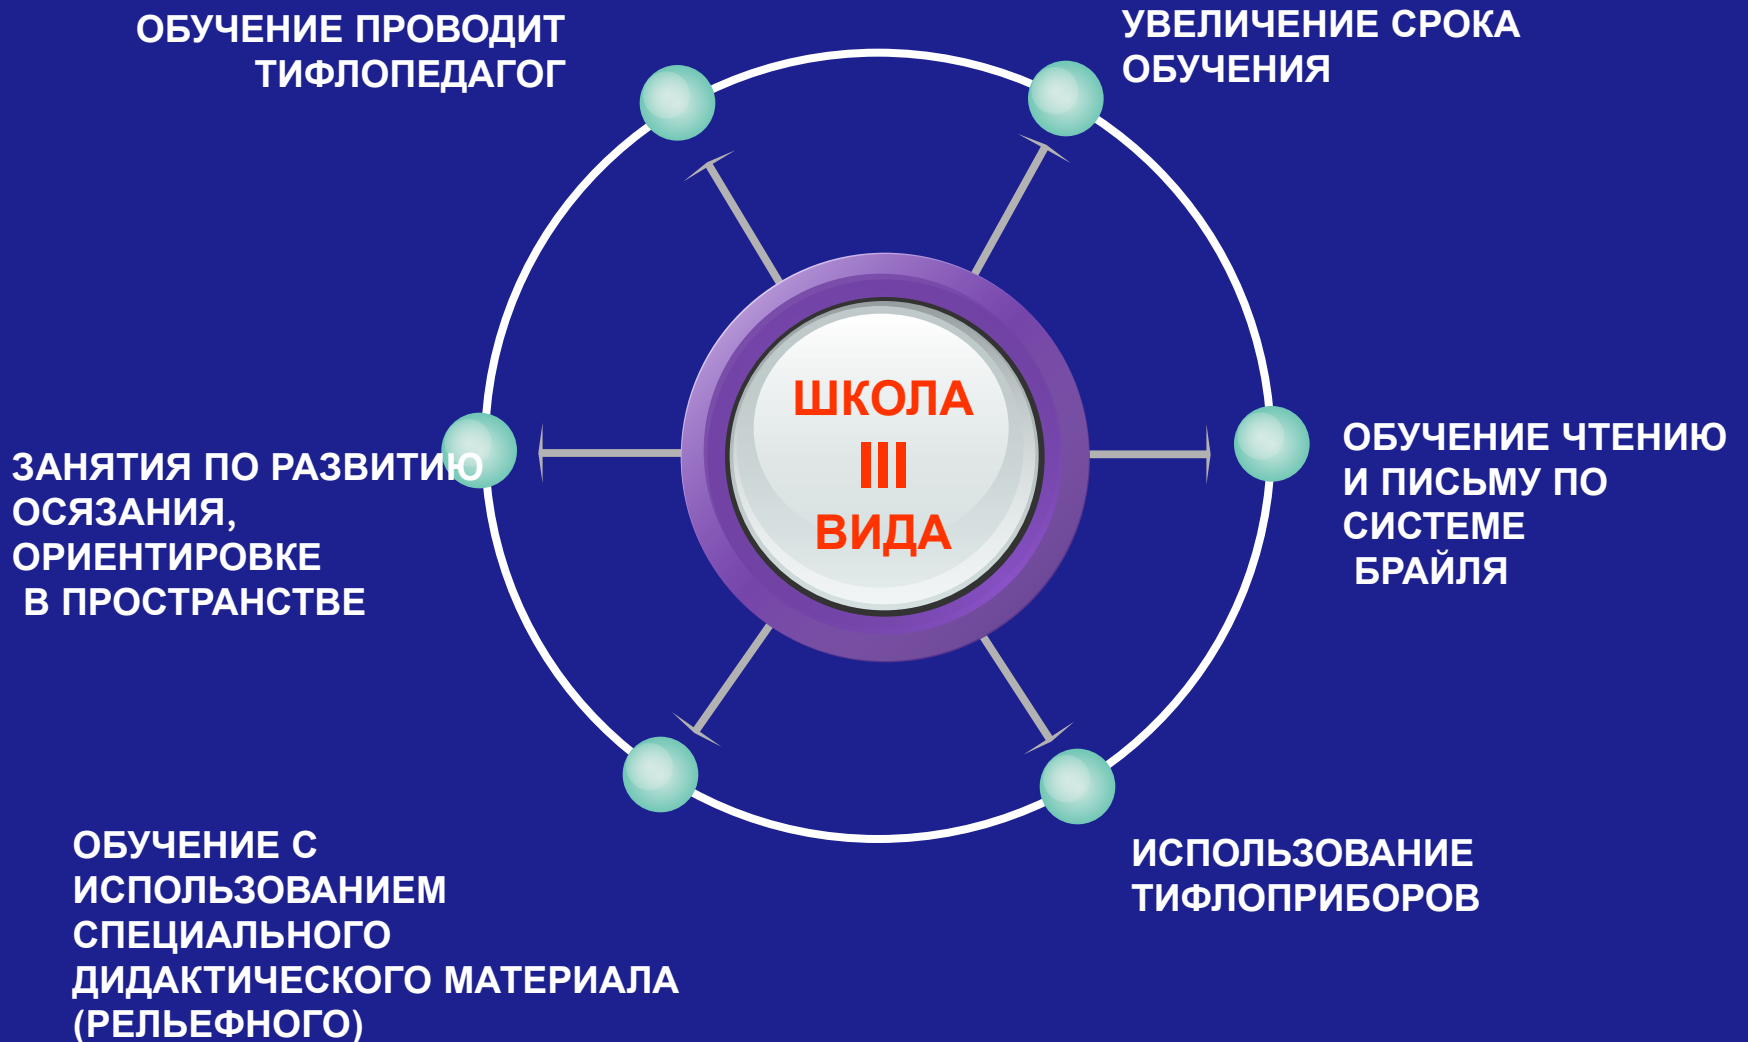 ОБУЧЕНИЕ ПРОВОДИТ
ТИФЛОПЕДАГОГ
УВЕЛИЧЕНИЕ СРОКА
ОБУЧЕНИЯ
ШКОЛА
III
ВИДА
ЗАНЯТИЯ ПО РАЗВИТИЮ
ОСЯЗАНИЯ,
ОРИЕНТИРОВКЕ
В ПРОСТРАНСТВЕ
ОБУЧЕНИЕ ЧТЕНИЮ
И ПИСЬМУ ПО
СИСТЕМЕ
БРАЙЛЯ
ОБУЧЕНИЕ С
ИСПОЛЬЗОВАНИЕМ
СПЕЦИАЛЬНОГО
ДИДАКТИЧЕСКОГО МАТЕРИАЛА
(РЕЛЬЕФНОГО)
ИСПОЛЬЗОВАНИЕ
ТИФЛОПРИБОРОВ